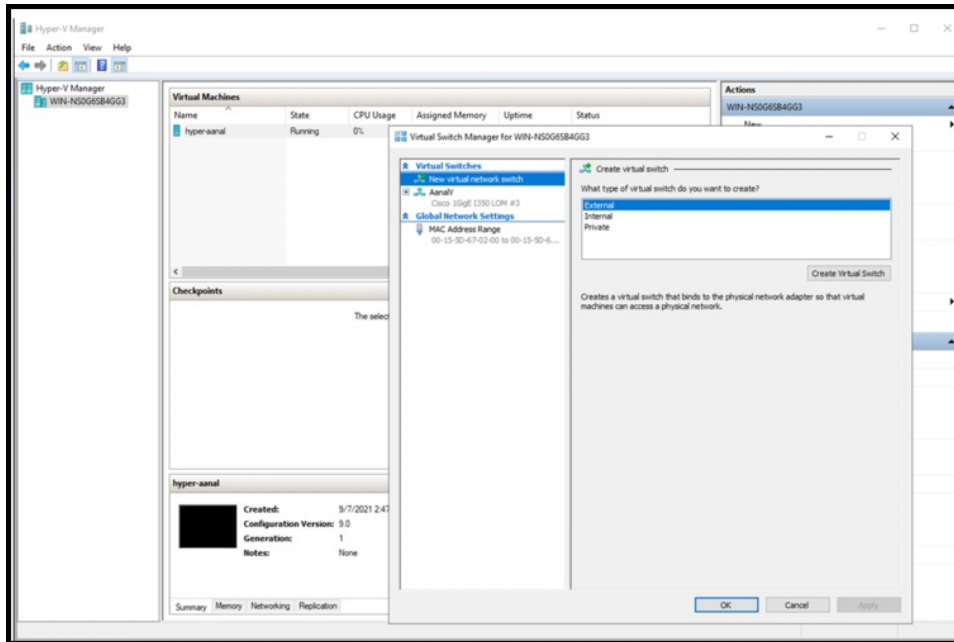 Hyper-V Manager
File Action View Help
Hyper-V Manager
WIN-NS0G6SB4GG3
Virtual Machines
Name State CPU Usage Assigned Memory Uptime Status
hyper-aanal Running 0%
Checkpoints
The selec
hyper-aanal
Created: 9/7/2021 2:47
Configuration Version: 9.0
Generation: 1
Notes: None
Summary Memory Networking Replication
Actions
WIN-NS0G6SB4GG3
New
Virtual Switch Manager for WIN-NS0G6SB4GG3
Virtual Switches
New virtual network switch
AanalY
Cisco 1GigE I350 LOM #3
Global Network Settings
MAC Address Range
00-15-5D-67-02-00 to 00-15-5D-6...
Create virtual switch
What type of virtual switch do you want to create?
External
Internal
Private
Create Virtual Switch
Creates a virtual switch that binds to the physical network adapter so that virtual
machines can access a physical network.
OK Cancel Apply